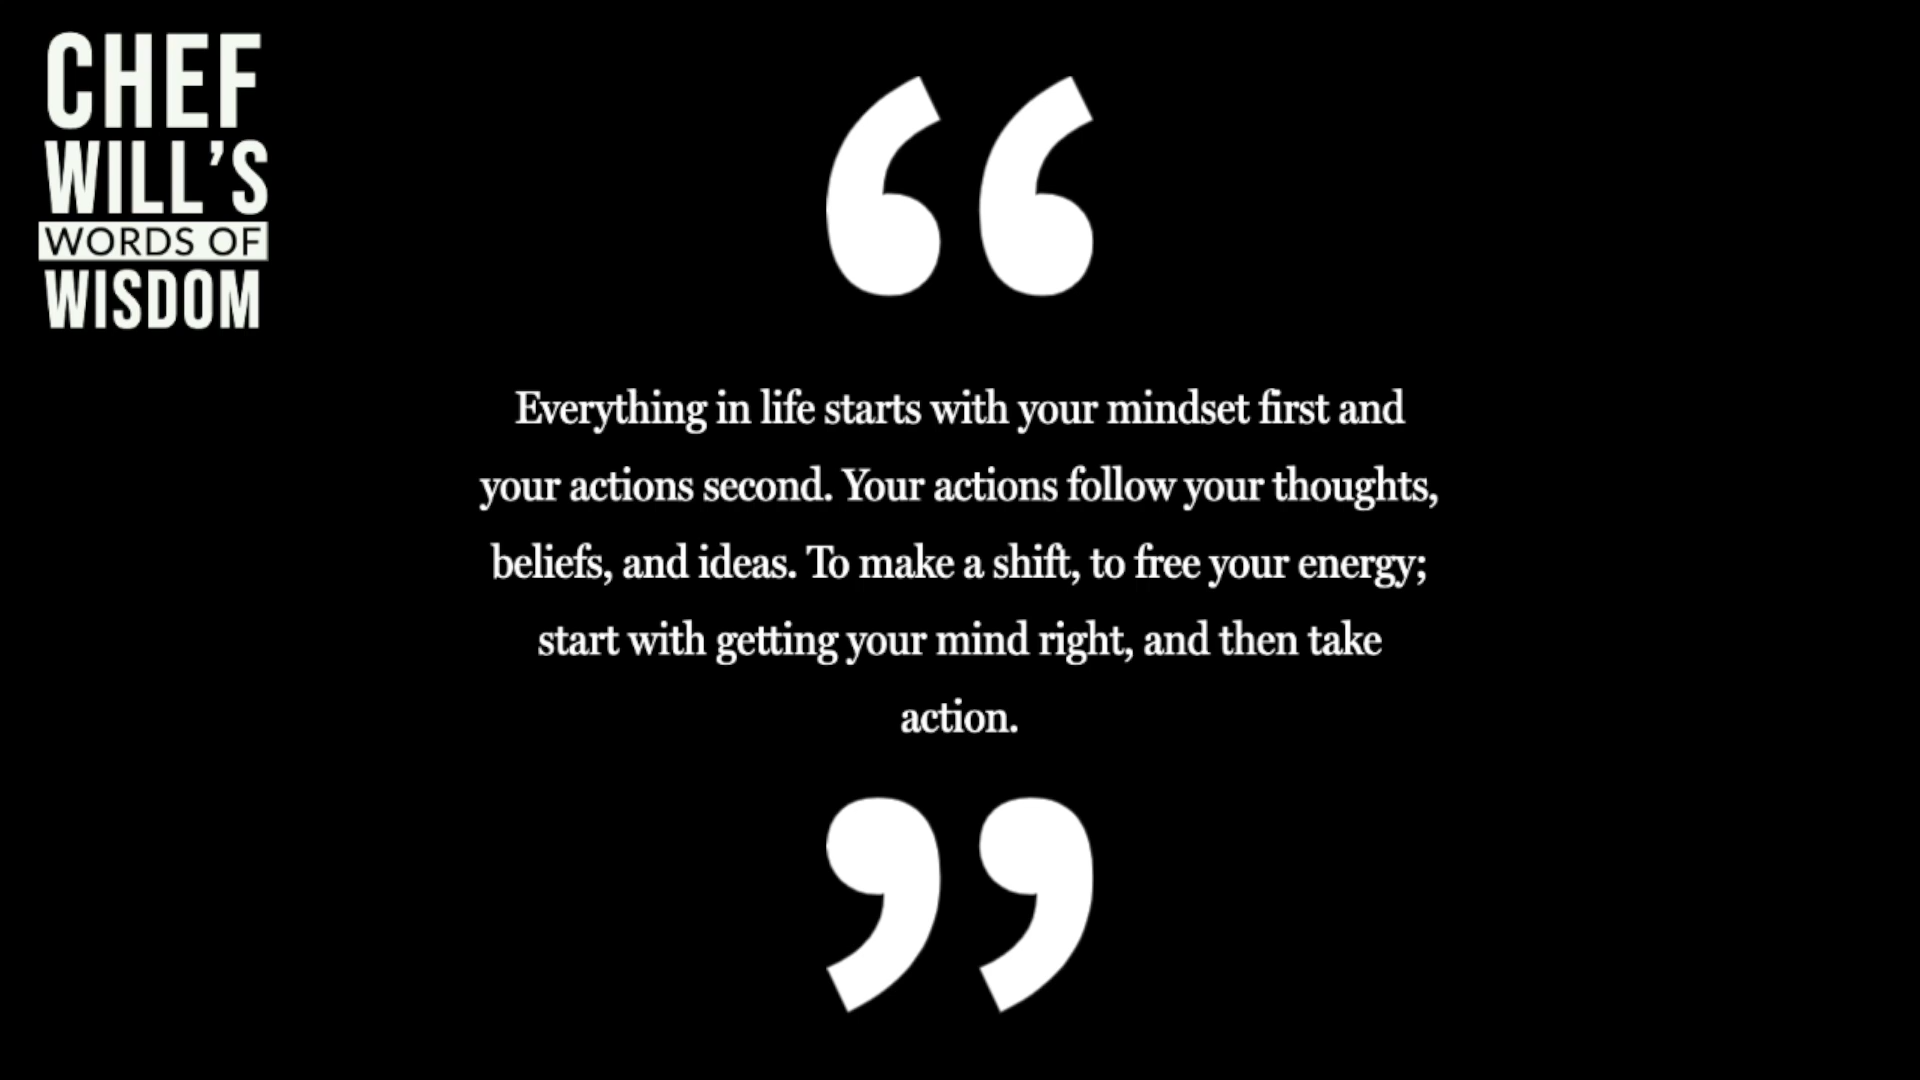 CHEF
WILL’S
WORDS OF
WISDOM
“
Everything in life starts with your mindset first and
your actions second. Your actions follow your thoughts,
beliefs, and ideas. To make a shift, to free your energy;
start with getting your mind right, and then take
action.
”